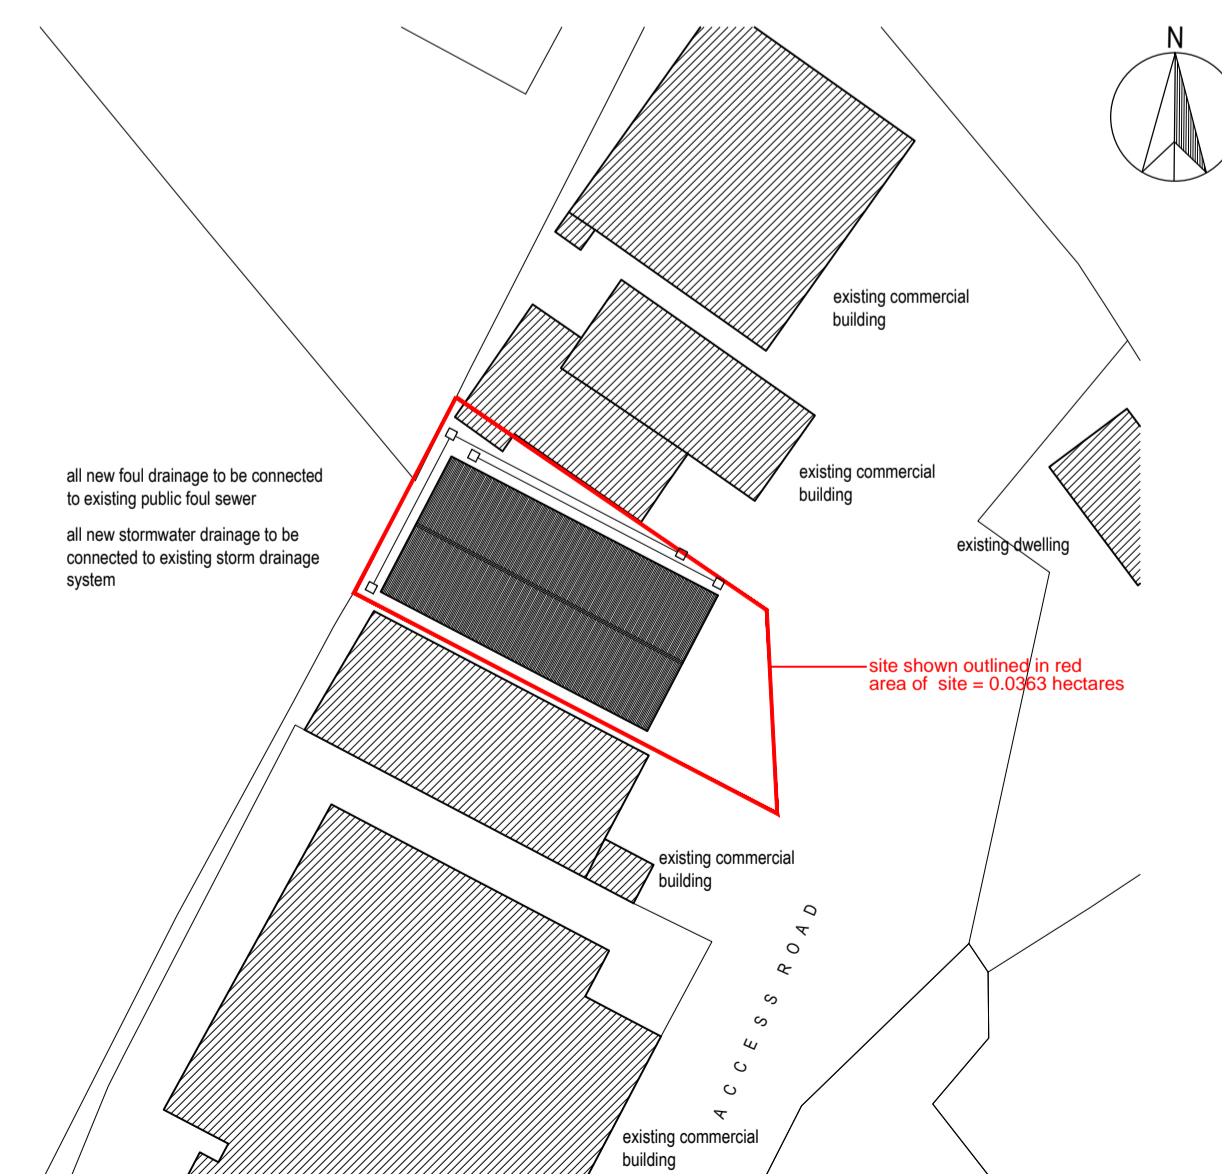 N
existing commercial
building
all new foul drainage to be connected
to existing public foul sewer
all new stormwater drainage to be
connected to existing storm drainage
system
existing commercial
building
existing dwelling
site shown outlined in red
area of site = 0.0363 hectares
existing commercial
building
ACCESS ROAD
existing commercial
building